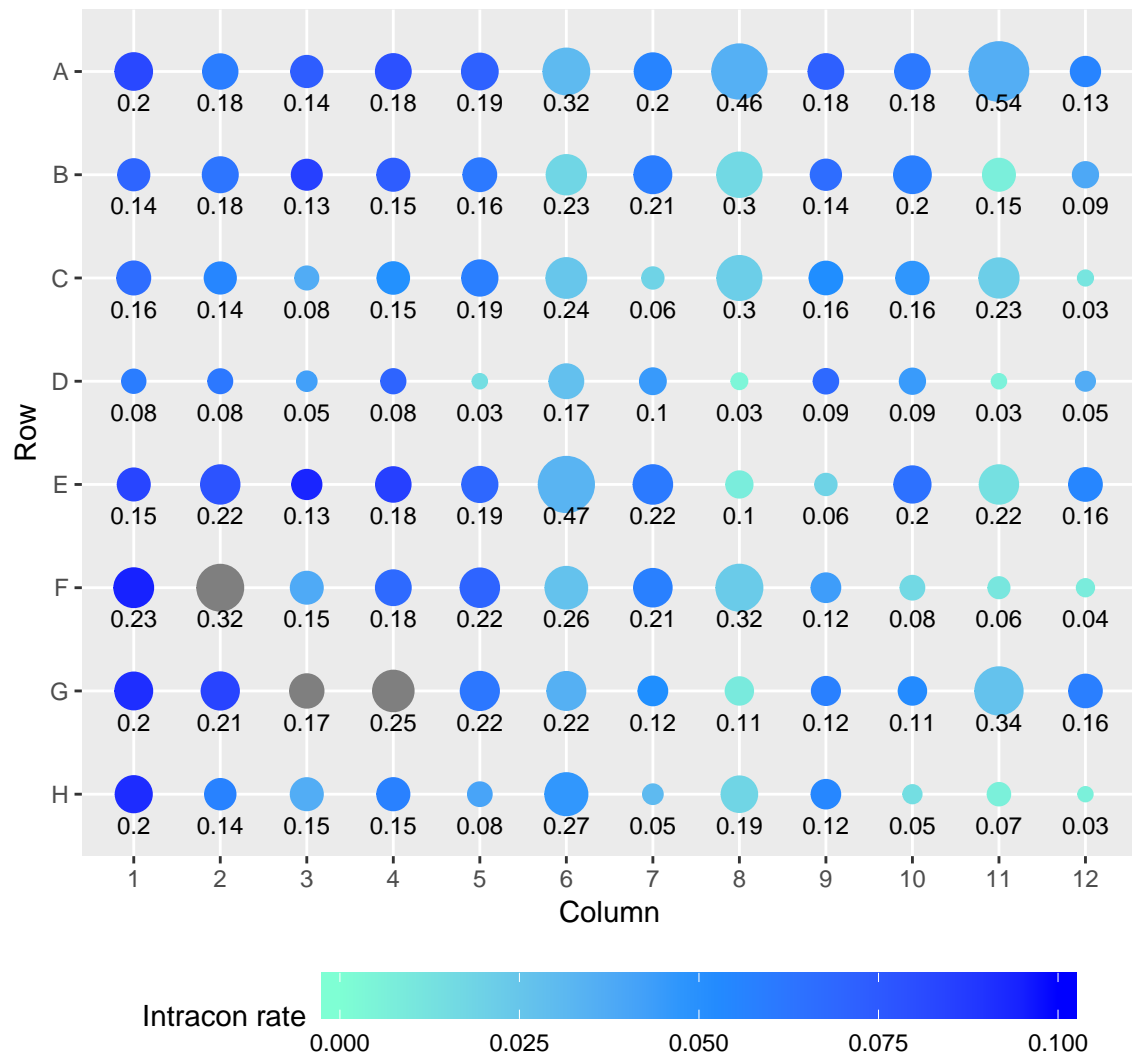 A
0.2 0.18 0.14 0.18 0.19 0.32 0.2 0.46 0.18 0.18 0.54 0.13
B
0.14 0.18 0.13 0.15 0.16 0.23 0.21 0.3 0.14 0.2 0.15 0.09
C
0.16 0.14 0.08 0.15 0.19 0.24 0.06 0.3 0.16 0.16 0.23 0.03
D
0.08 0.08 0.05 0.08 0.03 0.17 0.1 0.03 0.09 0.09 0.03 0.05
Row
E
0.15 0.22 0.13 0.18 0.19 0.47 0.22 0.1 0.06 0.2 0.22 0.16
F
0.23 0.32 0.15 0.18 0.22 0.26 0.21 0.32 0.12 0.08 0.06 0.04
G
0.2 0.21 0.17 0.25 0.22 0.22 0.12 0.11 0.12 0.11 0.34 0.16
H
0.2 0.14 0.15 0.15 0.08 0.27 0.05 0.19 0.12 0.05 0.07 0.03
1 2 3 4 5 6 7 8 9 10 11 12
Column
Intracon rate
0.000 0.025 0.050 0.075 0.100